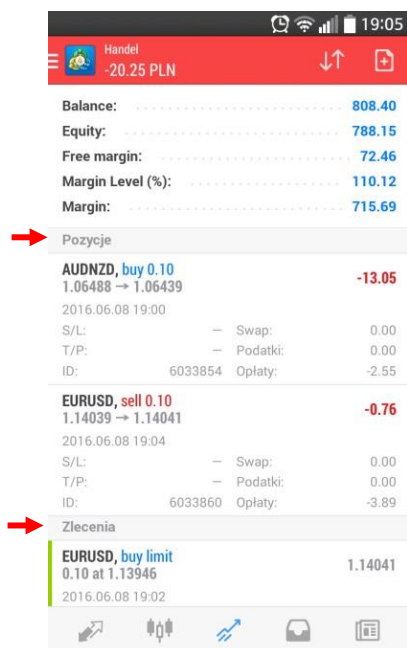 19:05
Handel
-20.25 PLN
Balance: 808.40
Equity: 788.15
Free margin: 72.46
Margin Level (%): 110.12
Margin: 715.69
Pozycje
AUDNZD, buy 0.10
1.06488 → 1.06439 -13.05
2016.06.08 19:00
S/L: – Swap: 0.00
T/P: – Podatki: 0.00
ID: 6033854 Opłaty: -2.55
EURUSD, sell 0.10
1.14039 → 1.14041 -0.76
2016.06.08 19:04
S/L: – Swap: 0.00
T/P: – Podatki: 0.00
ID: 6033860 Opłaty: -3.89
Zlecenia
EURUSD, buy limit
0.10 at 1.13946 1.14041
2016.06.08 19:02